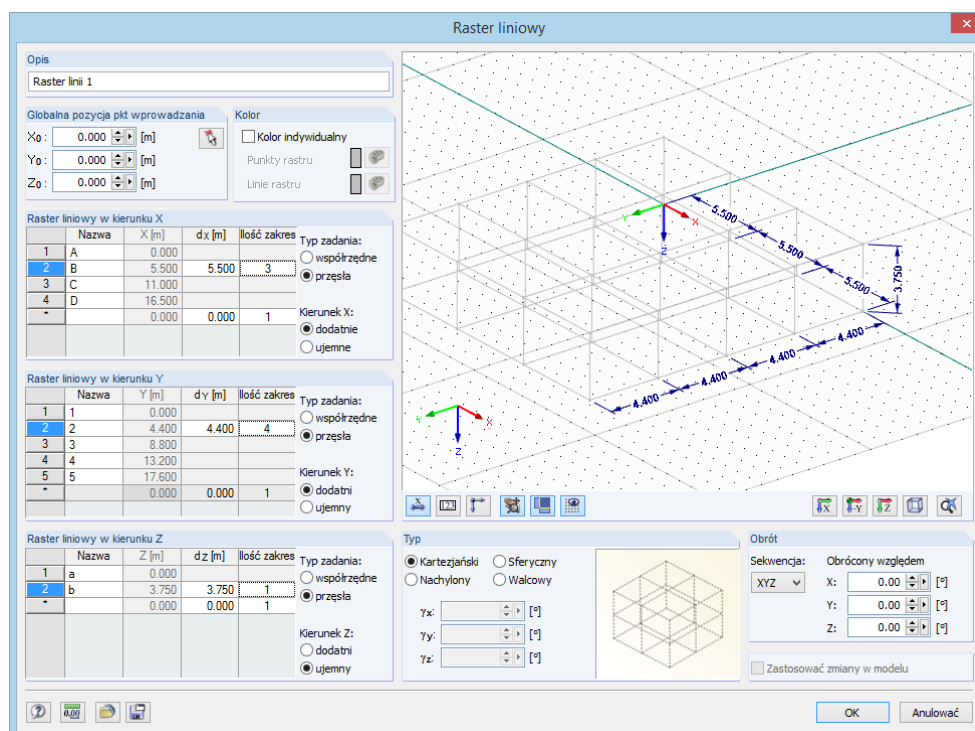 Raster liniowy
Opis
Raster linii 1
Globalna pozycja pkt wprowadzania
X0 : 0.000 [m]
Y0 : 0.000 [m]
Z0 : 0.000 [m]
Kolor
Kolor indywidualny
Punkty rastru
Linie rastru
Raster liniowy w kierunku X
Nazwa X [m] dX [m] Ilość zakres
1 A 0.000
2 B 5.500 5.500 3
3 C 11.000
4 D 16.500
* 0.000 0.000 1
Typ zadania:
współrzędne
przęsła
Kierunek X:
dodatnie
ujemne
Raster liniowy w kierunku Y
Nazwa Y [m] dY [m] Ilość zakres
1 1 0.000
2 2 4.400 4.400 4
3 3 8.800
4 4 13.200
5 5 17.600
* 0.000 0.000 1
Typ zadania:
współrzędne
przęsła
Kierunek Y:
dodatni
ujemny
Raster liniowy w kierunku Z
Nazwa Z [m] dZ [m] Ilość zakres
1 a 0.000
2 b 3.750 3.750 1
* 0.000 0.000 1
Typ zadania:
współrzędne
przęsła
Kierunek Z:
dodatni
ujemny
5.500
5.500
5.500
3.750
4.400
4.400
4.400
4.400
Y X
Z
Y X
Z
X 123
X -Y Z
Typ
Kartezjański Sferyczny
Nachylony Walcowy
γx: [°]
γy: [°]
γz: [°]
Obrót
Sekwencja: Obrócony względem
XYZ X: 0.00 [°]
Y: 0.00 [°]
Z: 0.00 [°]
Zastosować zmiany w modelu
0.00
OK Anulować